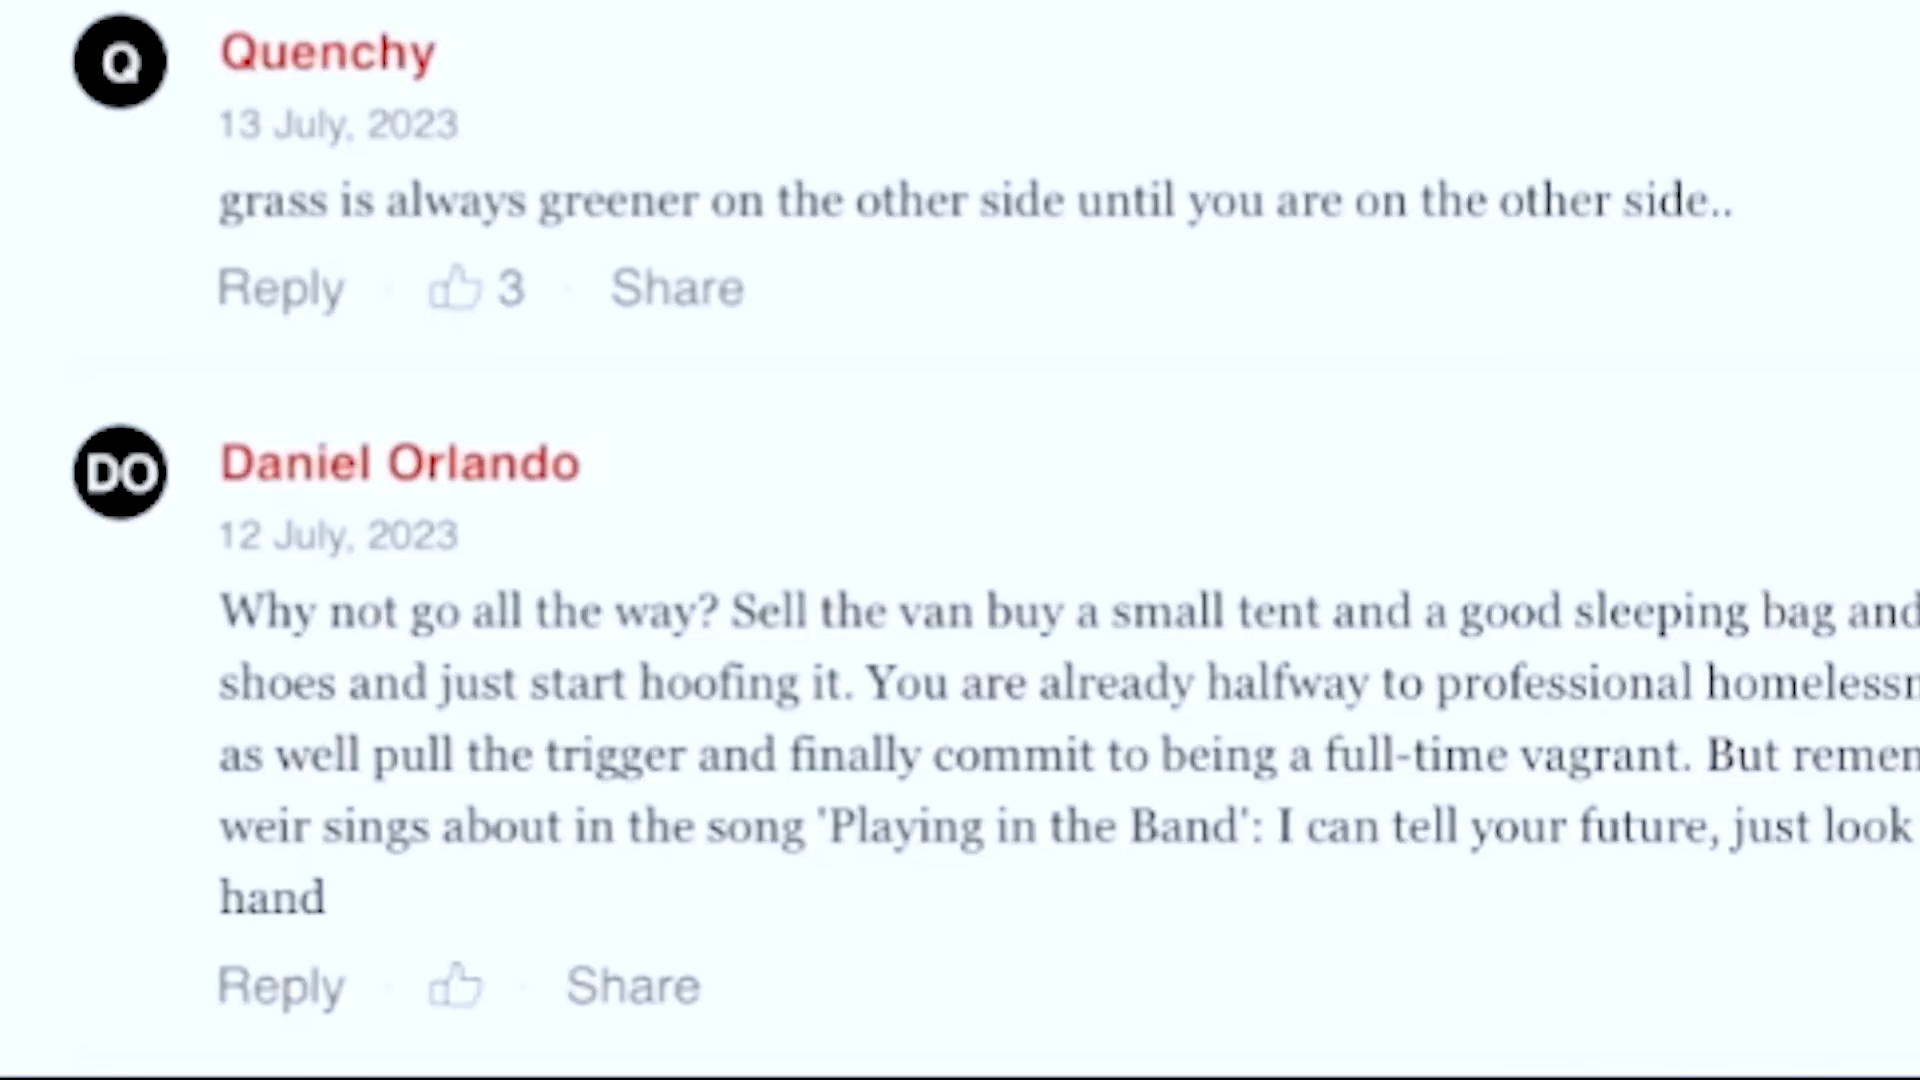 Q
Quenchy
13 July, 2023
grass is always greener on the other side until you are on the other side..
Reply · 3 · Share
DO
Daniel Orlando
12 July, 2023
Why not go all the way? Sell the van buy a small tent and a good sleeping bag and
shoes and just start hoofing it. You are already halfway to professional
as well pull the trigger and finally commit to being a full-time vagrant. But
weir sings about in the song 'Playing in the Band': I can tell your future, just look
hand
Reply · Share